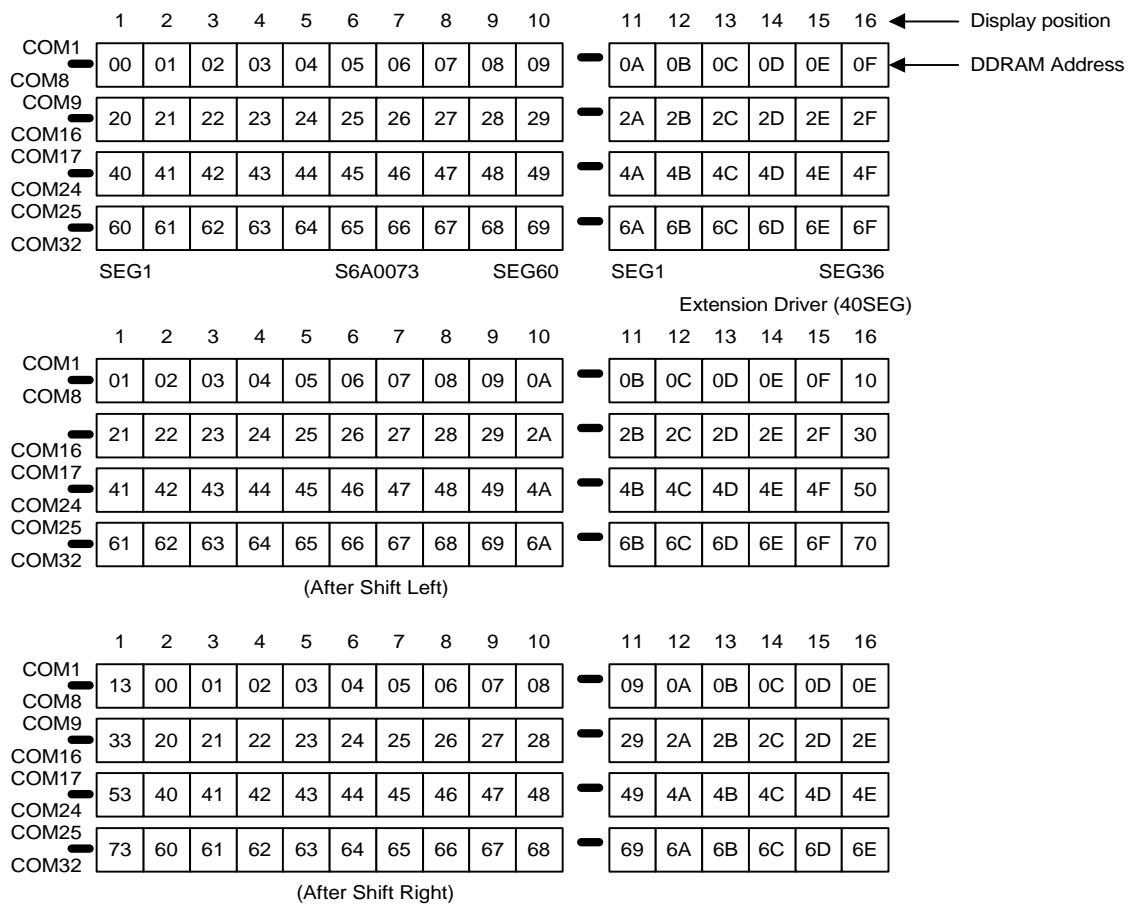 1 2 3 4 5 6 7 8 9 10 11 12 13 14 15 16 Display position
COM1
00 01 02 03 04 05 06 07 08 09 0A 0B 0C 0D 0E 0F DDRAM Address
COM8
COM9
20 21 22 23 24 25 26 27 28 29 2A 2B 2C 2D 2E 2F
COM16
COM17
40 41 42 43 44 45 46 47 48 49 4A 4B 4C 4D 4E 4F
COM24
COM25
60 61 62 63 64 65 66 67 68 69 6A 6B 6C 6D 6E 6F
COM32
SEG1 S6A0073 SEG60 SEG1 SEG36
Extension Driver (40SEG)
1 2 3 4 5 6 7 8 9 10 11 12 13 14 15 16
COM1
01 02 03 04 05 06 07 08 09 0A 0B 0C 0D 0E 0F 10
COM8
21 22 23 24 25 26 27 28 29 2A 2B 2C 2D 2E 2F 30
COM16
COM17
41 42 43 44 45 46 47 48 49 4A 4B 4C 4D 4E 4F 50
COM24
COM25
61 62 63 64 65 66 67 68 69 6A 6B 6C 6D 6E 6F 70
COM32
(After Shift Left)
1 2 3 4 5 6 7 8 9 10 11 12 13 14 15 16
COM1
13 00 01 02 03 04 05 06 07 08 09 0A 0B 0C 0D 0E
COM8
COM9
33 20 21 22 23 24 25 26 27 28 29 2A 2B 2C 2D 2E
COM16
COM17
53 40 41 42 43 44 45 46 47 48 49 4A 4B 4C 4D 4E
COM24
COM25
73 60 61 62 63 64 65 66 67 68 69 6A 6B 6C 6D 6E
COM32
(After Shift Right)